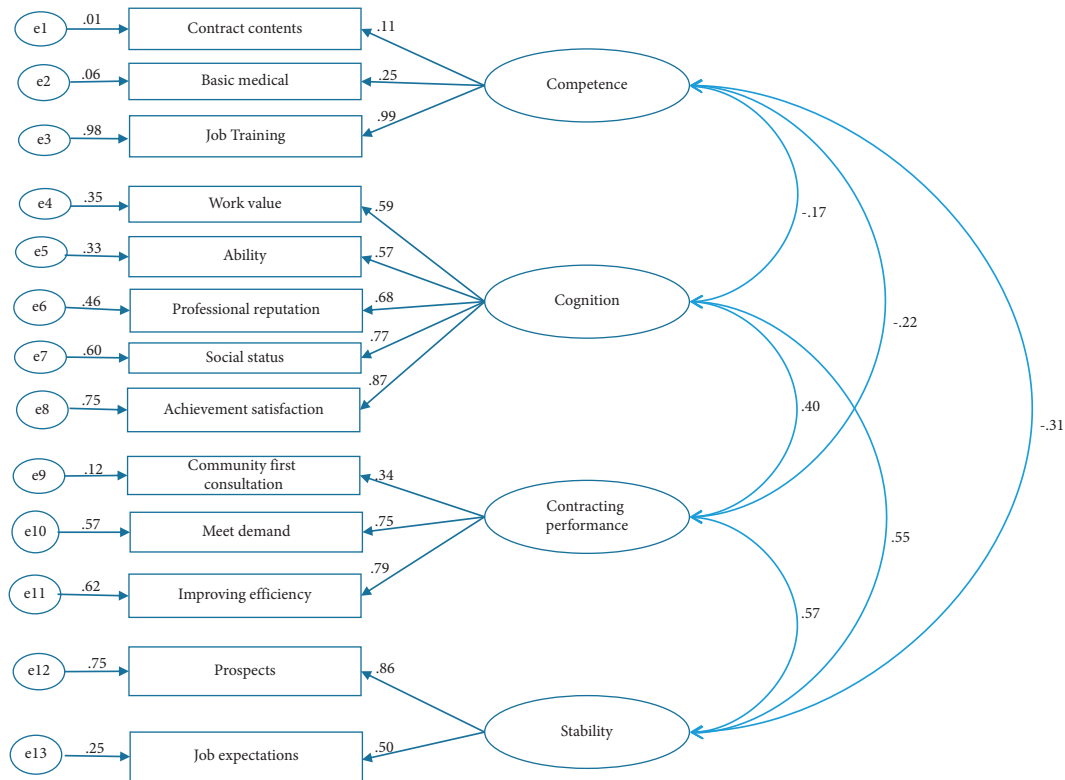 e1 .01 Contract contents .11
e2 .06 Basic medical .25 Competence
e3 .98 Job Training .99
e4 .35 Work value .59 -.17
e5 .33 Ability .57
e6 .46 Professional reputation .68 Cognition -.22
e7 .60 Social status .77
e8 .75 Achievement satisfaction .87 .40 -.31
e9 .12 Community first
consultation .34
Contracting
performance
e10 .57 Meet demand .75 .55
e11 .62 Improving efficiency .79 .57
e12 .75 Prospects .86
Stability
e13 .25 Job expectations .50